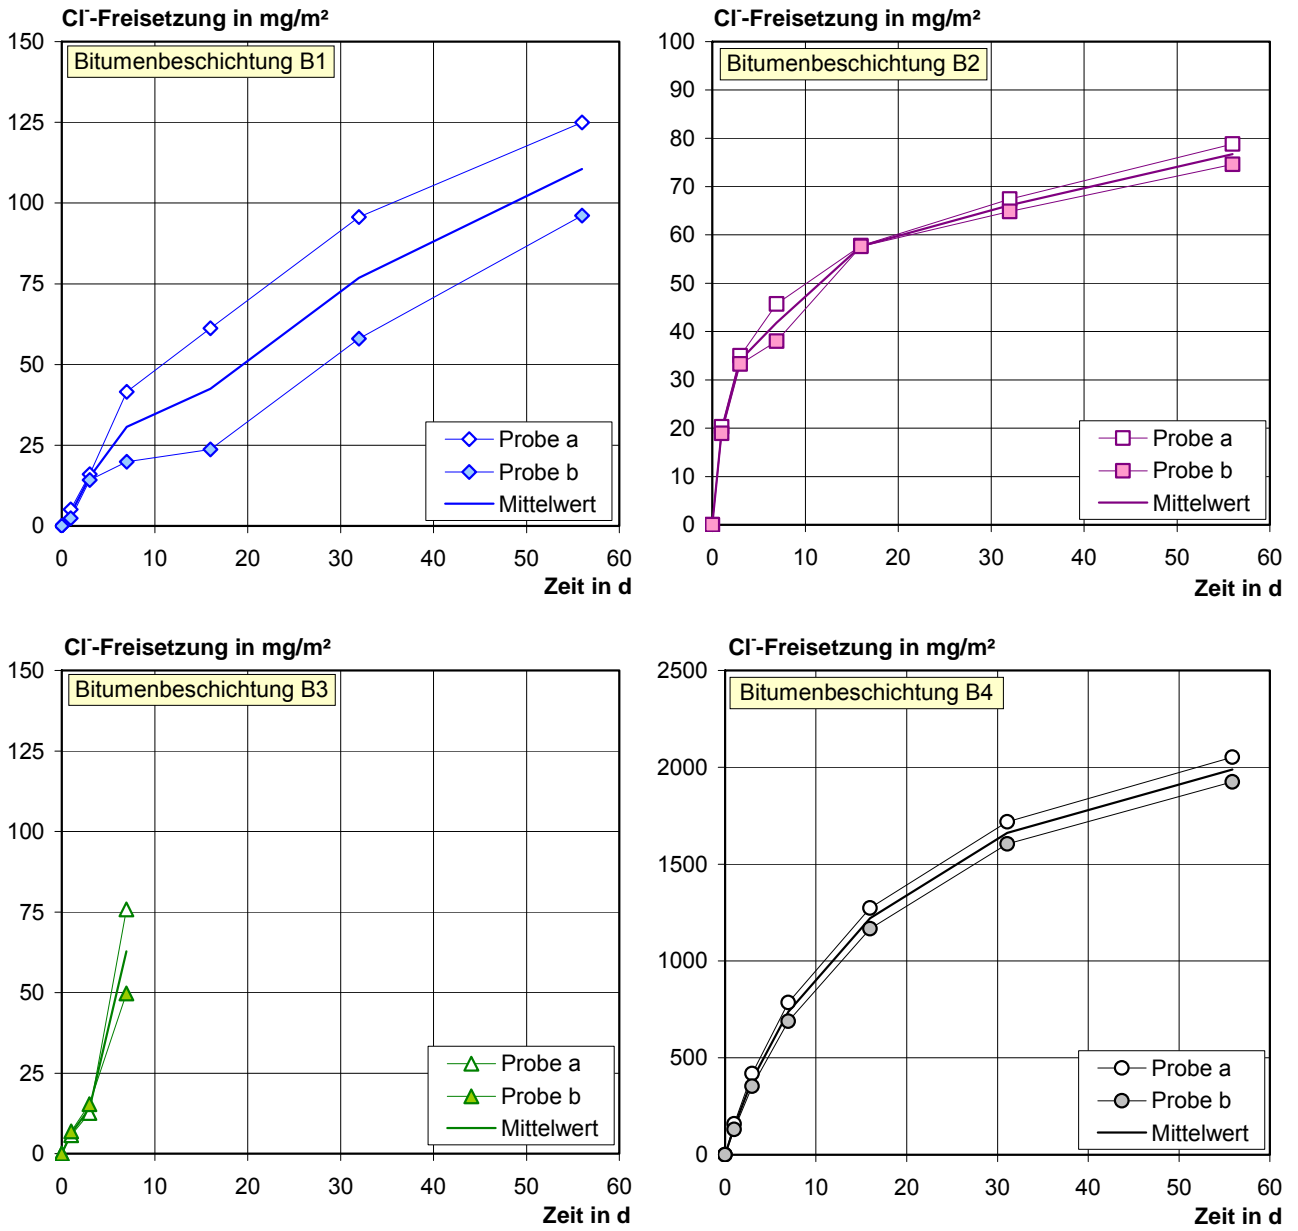 Cl⁻-Freisetzung in mg/m²
150
125
100
75
50
25
0
Bitumenbeschichtung B1
Probe a
Probe b
Mittelwert
0 10 20 30 40 50 60
Zeit in d
Cl⁻-Freisetzung in mg/m²
100
90
80
70
60
50
40
30
20
10
0
Bitumenbeschichtung B2
Probe a
Probe b
Mittelwert
0 10 20 30 40 50 60
Zeit in d
Cl⁻-Freisetzung in mg/m²
150
125
100
75
50
25
0
Bitumenbeschichtung B3
Probe a
Probe b
Mittelwert
0 10 20 30 40 50 60
Zeit in d
Cl⁻-Freisetzung in mg/m²
2500
2000
1500
1000
500
0
Bitumenbeschichtung B4
Probe a
Probe b
Mittelwert
0 10 20 30 40 50 60
Zeit in d